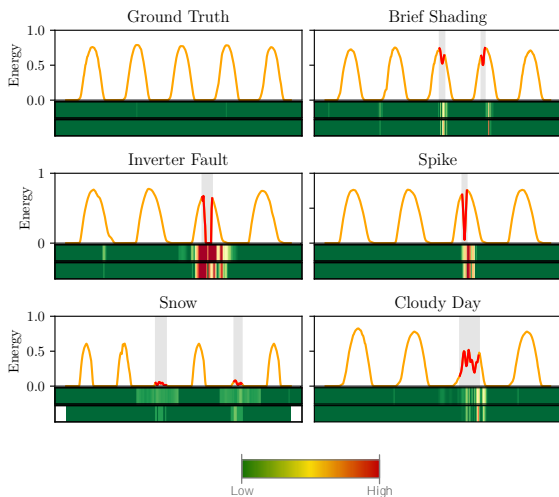 Ground Truth
Brief Shading
Energy
1.0
0.5
0.0
Inverter Fault
Spike
Energy
1
0
Snow
Cloudy Day
Energy
1.0
0.5
0.0
Low
High